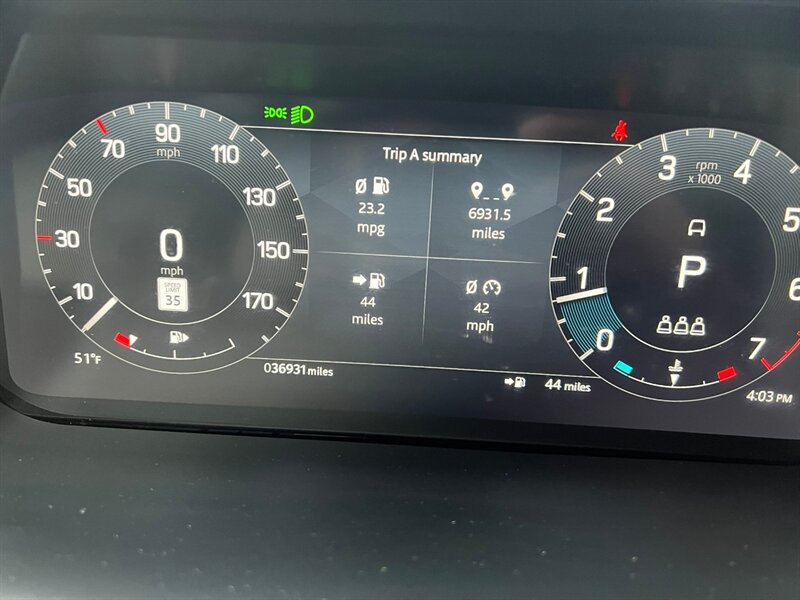 Trip A summary
23.2
mpg
6931.5
miles
44
miles
42
mph
10
30
50
70
90
110
130
150
170
mph
0
mph
SPEED
LIMIT
35
51°F
036931 miles
44 miles
0
1
2
3
4
5
6
7
rpm
x 1000
A
P
4:03 PM